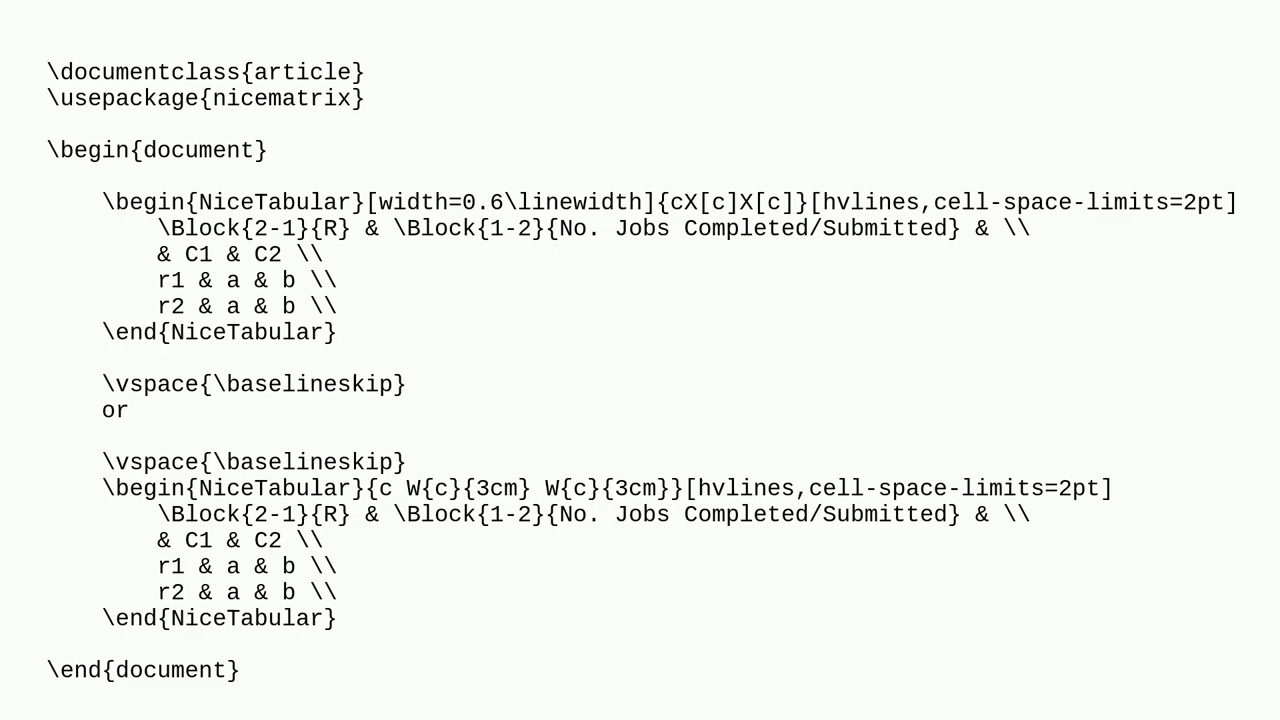 \documentclass{article}
\usepackage{nicematrix}
\begin{document}
\begin{NiceTabular}[width=0.6\linewidth]{cX[c]X[c]}[hvlines,cell-space-limits=2pt]
\Block{2-1}{R} & \Block{1-2}{No. Jobs Completed/Submitted} & \\
& C1 & C2 \\
r1 & a & b \\
r2 & a & b \\
\end{NiceTabular}
\vspace{\baselineskip}
or
\vspace{\baselineskip}
\begin{NiceTabular}{c W{c}{3cm} W{c}{3cm}}[hvlines,cell-space-limits=2pt]
\Block{2-1}{R} & \Block{1-2}{No. Jobs Completed/Submitted} & \\
& C1 & C2 \\
r1 & a & b \\
r2 & a & b \\
\end{NiceTabular}
\end{document}